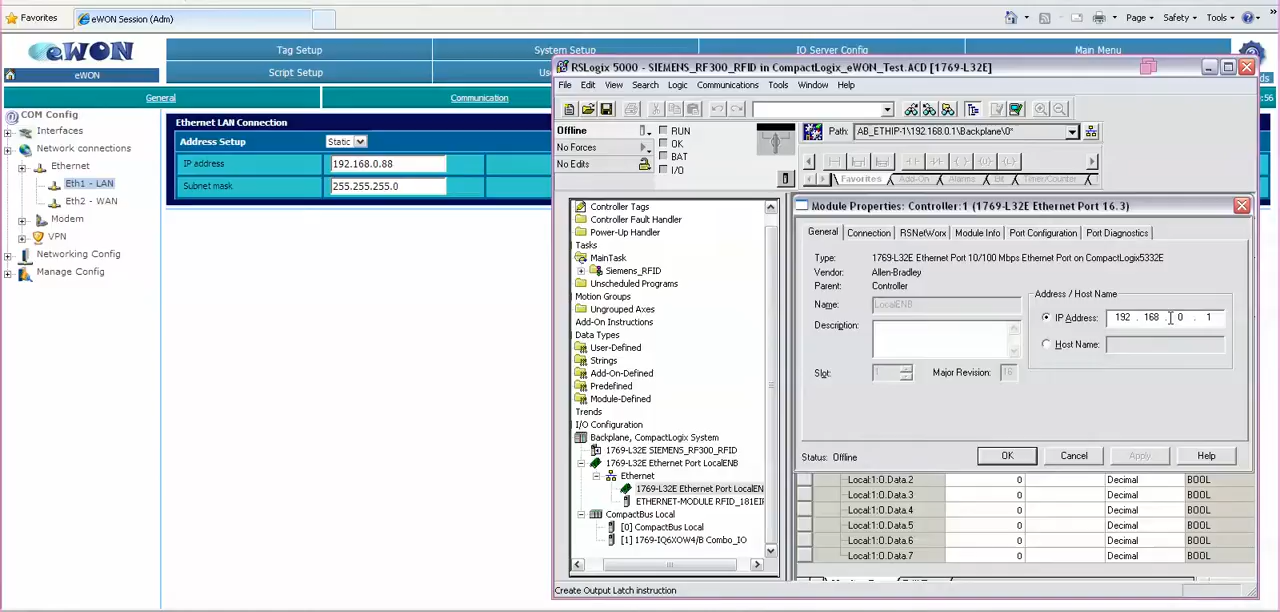 Favorites
eWON Session (Adm)
Page
Safety
Tools
eWON
eWON
Tag Setup
System Setup
IO Server Config
Main Menu
Script Setup
Use
General
Communication
:56
COM Config
Interfaces
Network connections
Ethernet
Eth1 - LAN
Eth2 - WAN
Modem
VPN
Networking Config
Manage Config
Ethernet LAN Connection
Address Setup
Static
IP address
192.168.0.88
Subnet mask
255.255.255.0
RSLogix 5000 - SIEMENS_RF300_RFID in CompactLogix_eWON_Test.ACD [1769-L32E]
File Edit View Search Logic Communications Tools Window Help
Offline
RUN
No Forces
OK
No Edits
BAT
I/O
Path: AB_ETHIP-1\192.168.0.1\Backplane\0*
Favorites
Add-On
Alarms
Bit
Timer/Counter
Controller Tags
Controller Fault Handler
Power-Up Handler
Tasks
MainTask
Siemens_RFID
Unscheduled Programs
Motion Groups
Ungrouped Axes
Add-On Instructions
Data Types
User-Defined
Strings
Add-On-Defined
Predefined
Module-Defined
Trends
I/O Configuration
Backplane, CompactLogix System
1769-L32E SIEMENS_RF300_RFID
1769-L32E Ethernet Port LocalENB
Ethernet
1769-L32E Ethernet Port LocalEN
ETHERNET-MODULE RFID_181EIP
CompactBus Local
[0] CompactBus Local
[1] 1769-IQ6XOW4/B Combo_IO
Module Properties: Controller:1 (1769-L32E Ethernet Port 16.3)
General
Connection
RSNetWorx
Module Info
Port Configuration
Port Diagnostics
Type: 1769-L32E Ethernet Port 10/100 Mbps Ethernet Port on CompactLogix5332E
Vendor: Allen-Bradley
Parent: Controller
Name: LocalENB
Description:
Slot: 1
Major Revision: 16
Address / Host Name
IP Address: 192 . 168 . 0 . 1
Host Name:
Status: Offline
OK
Cancel
Apply
Help
Local:1:O.Data.2 0 Decimal BOOL
Local:1:O.Data.3 0 Decimal BOOL
Local:1:O.Data.4 0 Decimal BOOL
Local:1:O.Data.5 0 Decimal BOOL
Local:1:O.Data.6 0 Decimal BOOL
Local:1:O.Data.7 0 Decimal BOOL
Create Output Latch instruction